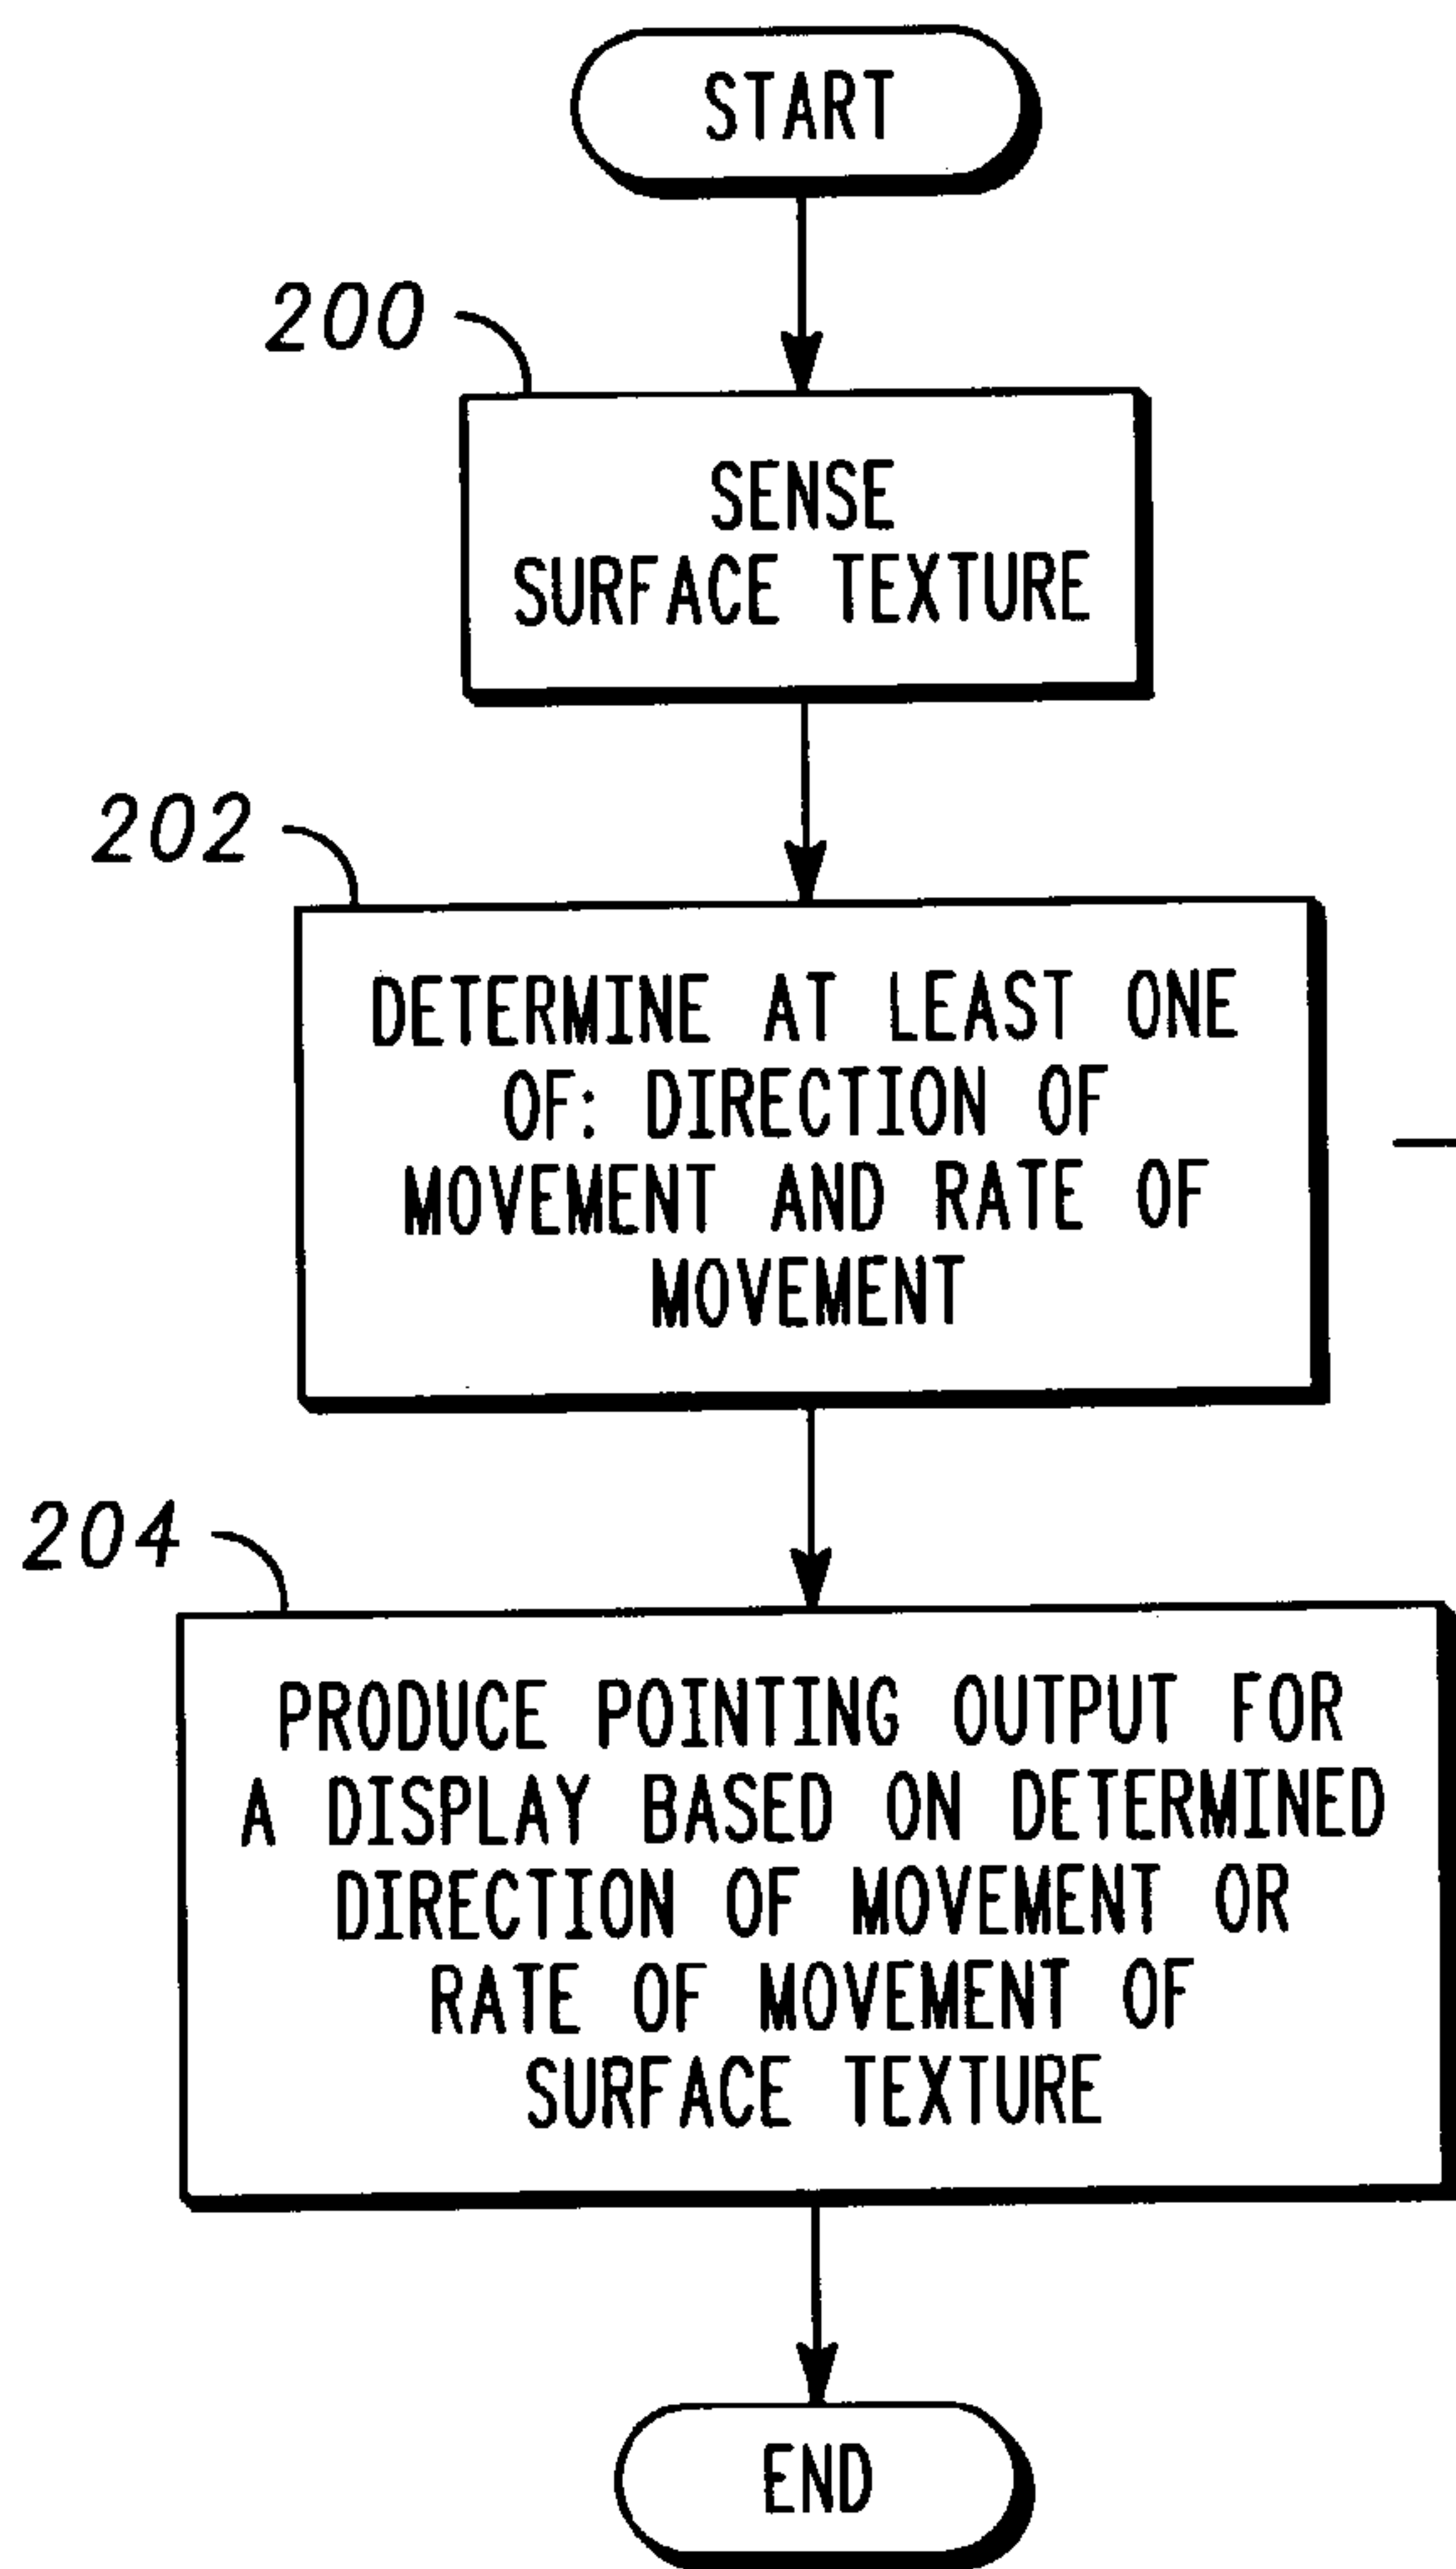 START
200
SENSE
SURFACE TEXTURE
202
DETERMINE AT LEAST ONE
OF: DIRECTION OF
MOVEMENT AND RATE OF
MOVEMENT
204
PRODUCE POINTING OUTPUT FOR
A DISPLAY BASED ON DETERMINED
DIRECTION OF MOVEMENT OR
RATE OF MOVEMENT OF
SURFACE TEXTURE
END